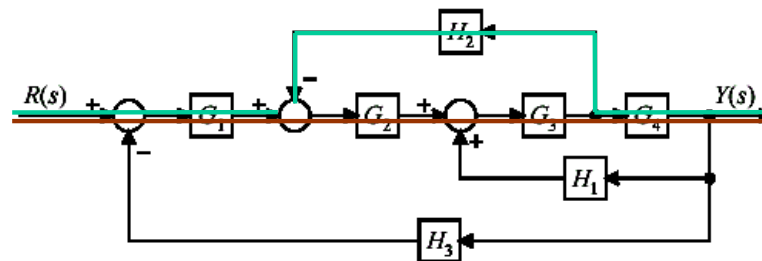 H₂
−
R(s) + G₁ + G₂ + G₃ G₄ Y(s)
+
−
H₁
H₃